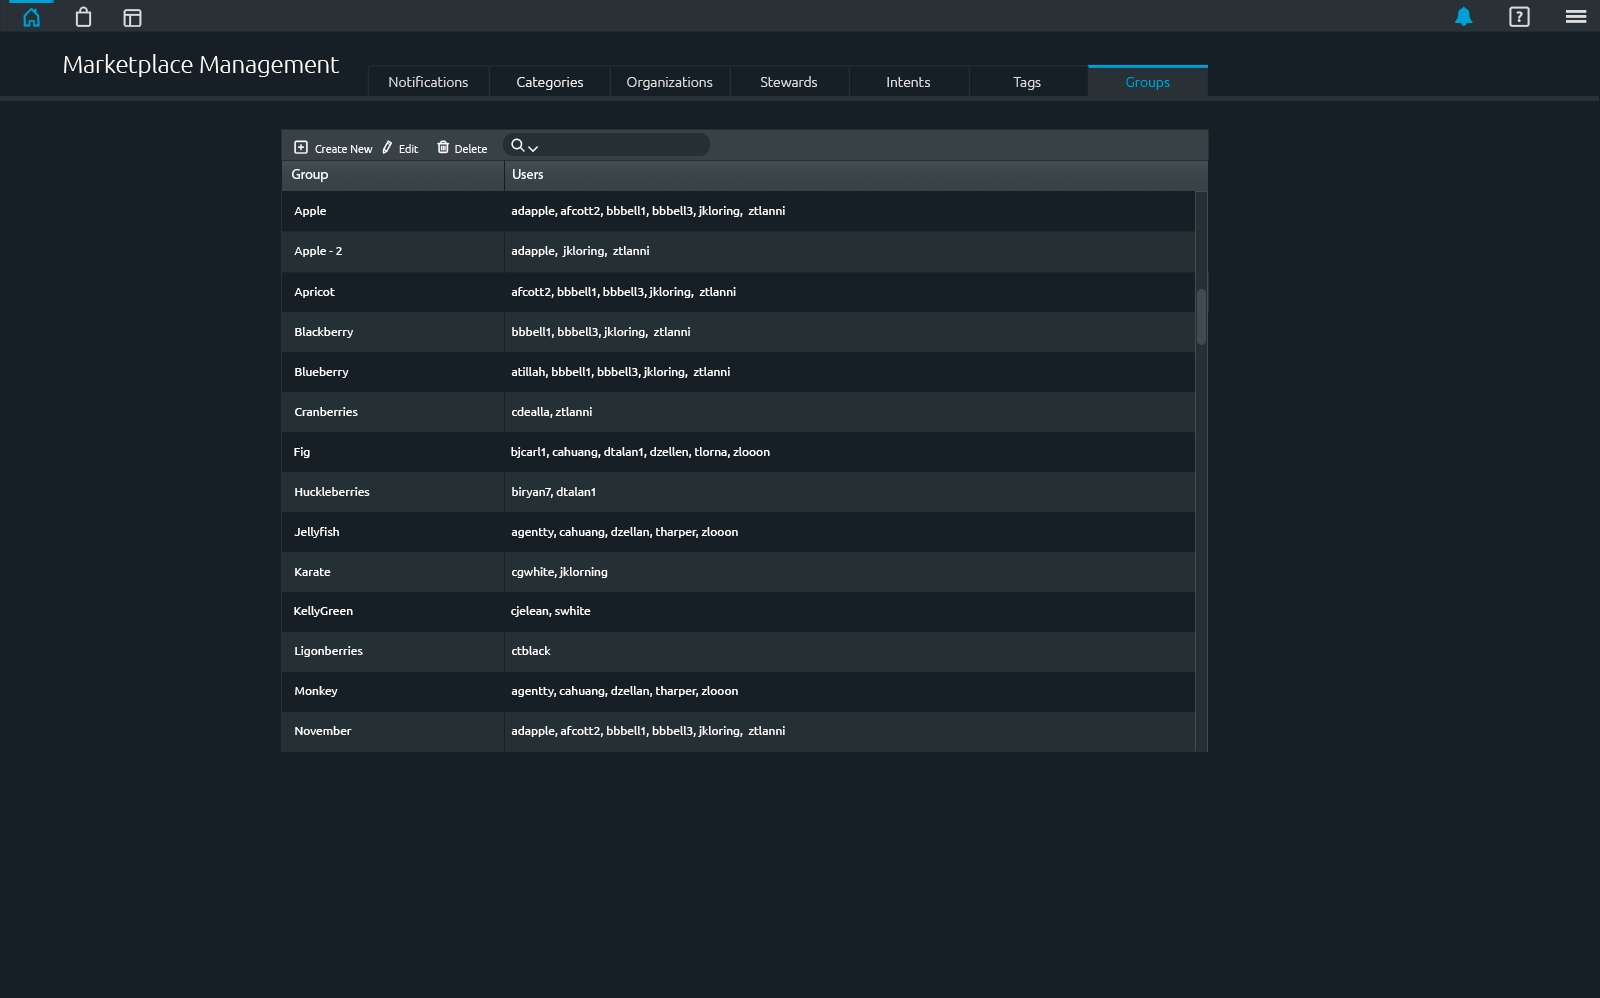 Marketplace Management
Notifications Categories Organizations Stewards Intents Tags Groups
Create New Edit Delete
Group Users
Apple adapple, afcott2, bbbell1, bbbell3, jkloring, ztlanni
Apple - 2 adapple, jkloring, ztlanni
Apricot afcott2, bbbell1, bbbell3, jkloring, ztlanni
Blackberry bbbell1, bbbell3, jkloring, ztlanni
Blueberry atillah, bbbell1, bbbell3, jkloring, ztlanni
Cranberries cdealla, ztlanni
Fig bjcarl1, cahuang, dtalan1, dzellen, tlorna, zlooon
Huckleberries biryan7, dtalan1
Jellyfish agentty, cahuang, dzellan, tharper, zlooon
Karate cgwhite, jklorning
KellyGreen cjelean, swhite
Ligonberries ctblack
Monkey agentty, cahuang, dzellan, tharper, zlooon
November adapple, afcott2, bbbell1, bbbell3, jkloring, ztlanni